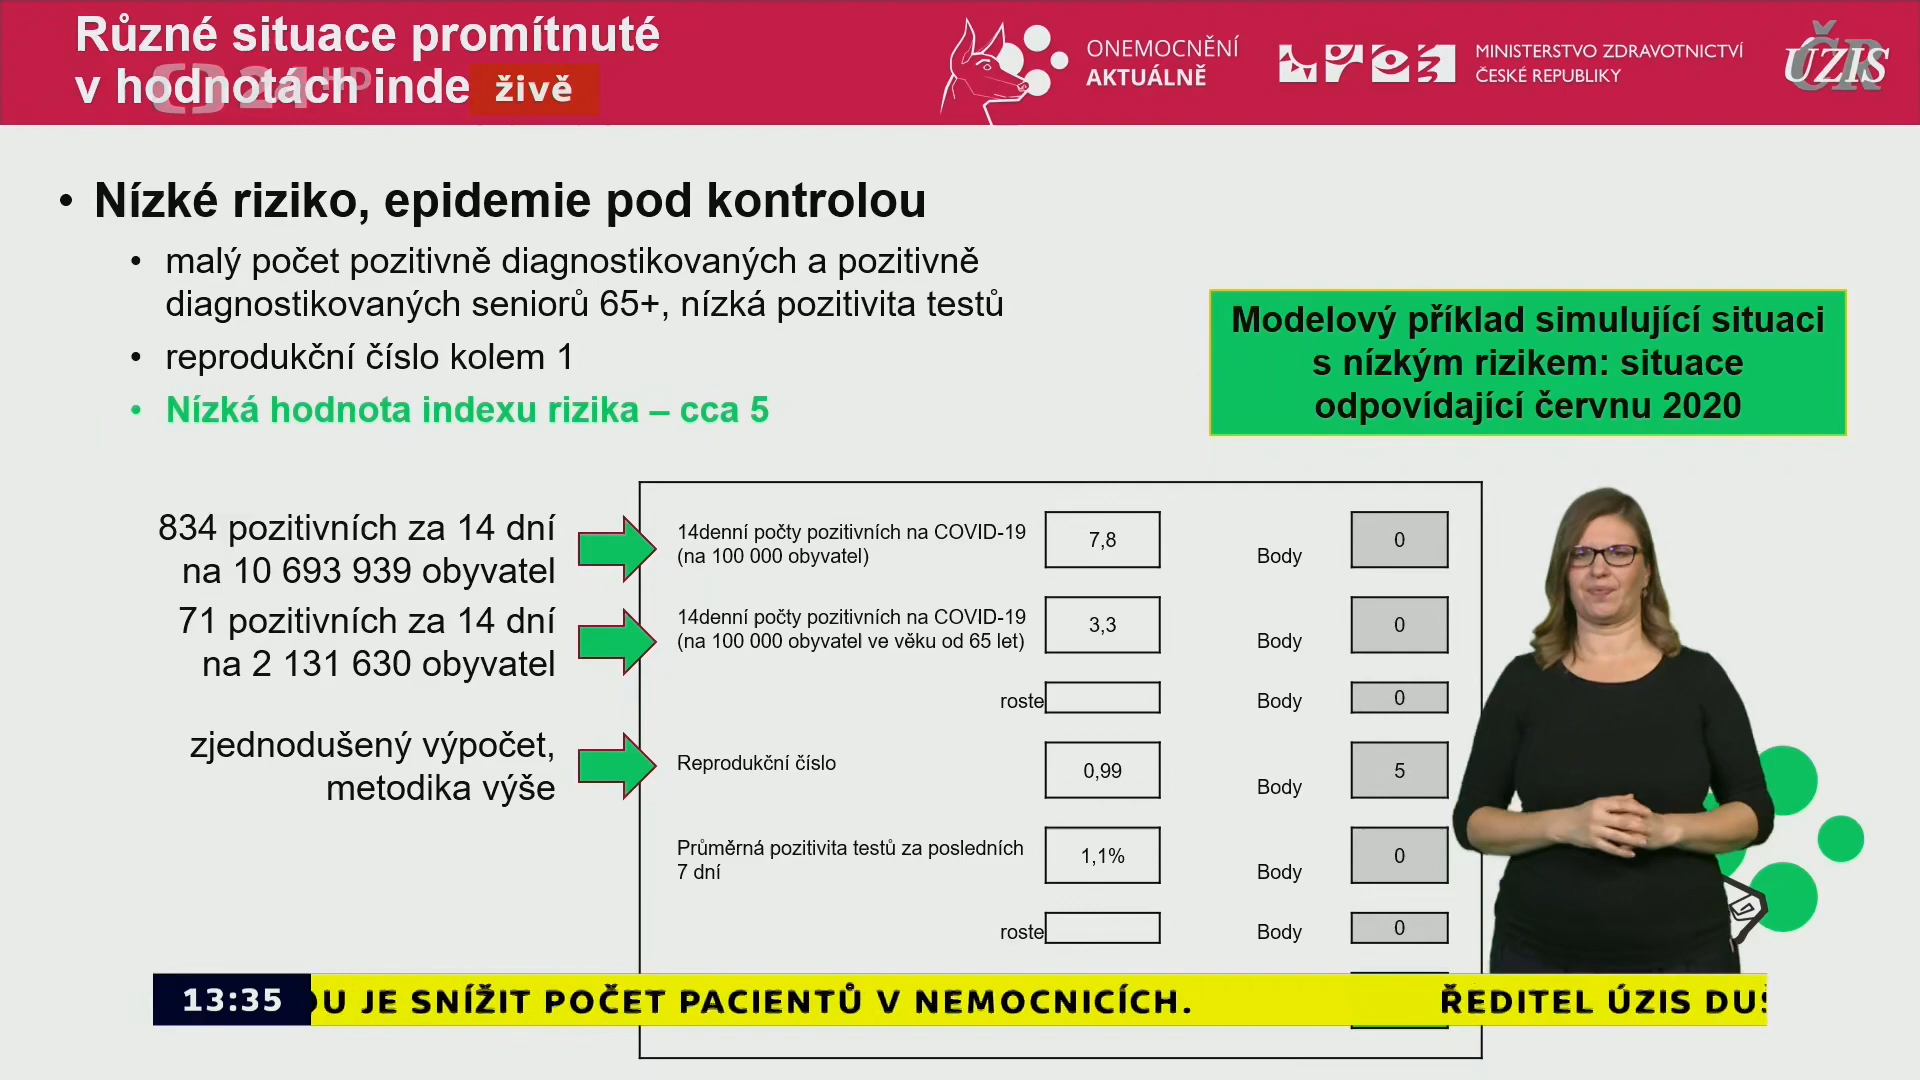 Různé situace promítnuté
v hodnotách inde
živě
24 HD
ONEMOCNĚNÍ
AKTUÁLNĚ
MINISTERSTVO ZDRAVOTNICTVÍ
ČESKÉ REPUBLIKY
ÚZIS
ČR
• Nízké riziko, epidemie pod kontrolou
• malý počet pozitivně diagnostikovaných a pozitivně
diagnostikovaných seniorů 65+, nízká pozitivita testů
• reprodukční číslo kolem 1
• Nízká hodnota indexu rizika – cca 5
Modelový příklad simulující situaci
s nízkým rizikem: situace
odpovídající červnu 2020
834 pozitivních za 14 dní
na 10 693 939 obyvatel
71 pozitivních za 14 dní
na 2 131 630 obyvatel
zjednodušený výpočet,
metodika výše
14denní počty pozitivních na COVID-19
(na 100 000 obyvatel)
7,8
Body
0
14denní počty pozitivních na COVID-19
(na 100 000 obyvatel ve věku od 65 let)
3,3
Body
0
roste
Body
0
Reprodukční číslo
0,99
Body
5
Průměrná pozitivita testů za posledních
7 dní
1,1%
Body
0
roste
Body
0
13:35
OU JE SNÍŽIT POČET PACIENTŮ V NEMOCNICÍCH. ŘEDITEL ÚZIS DUŠ